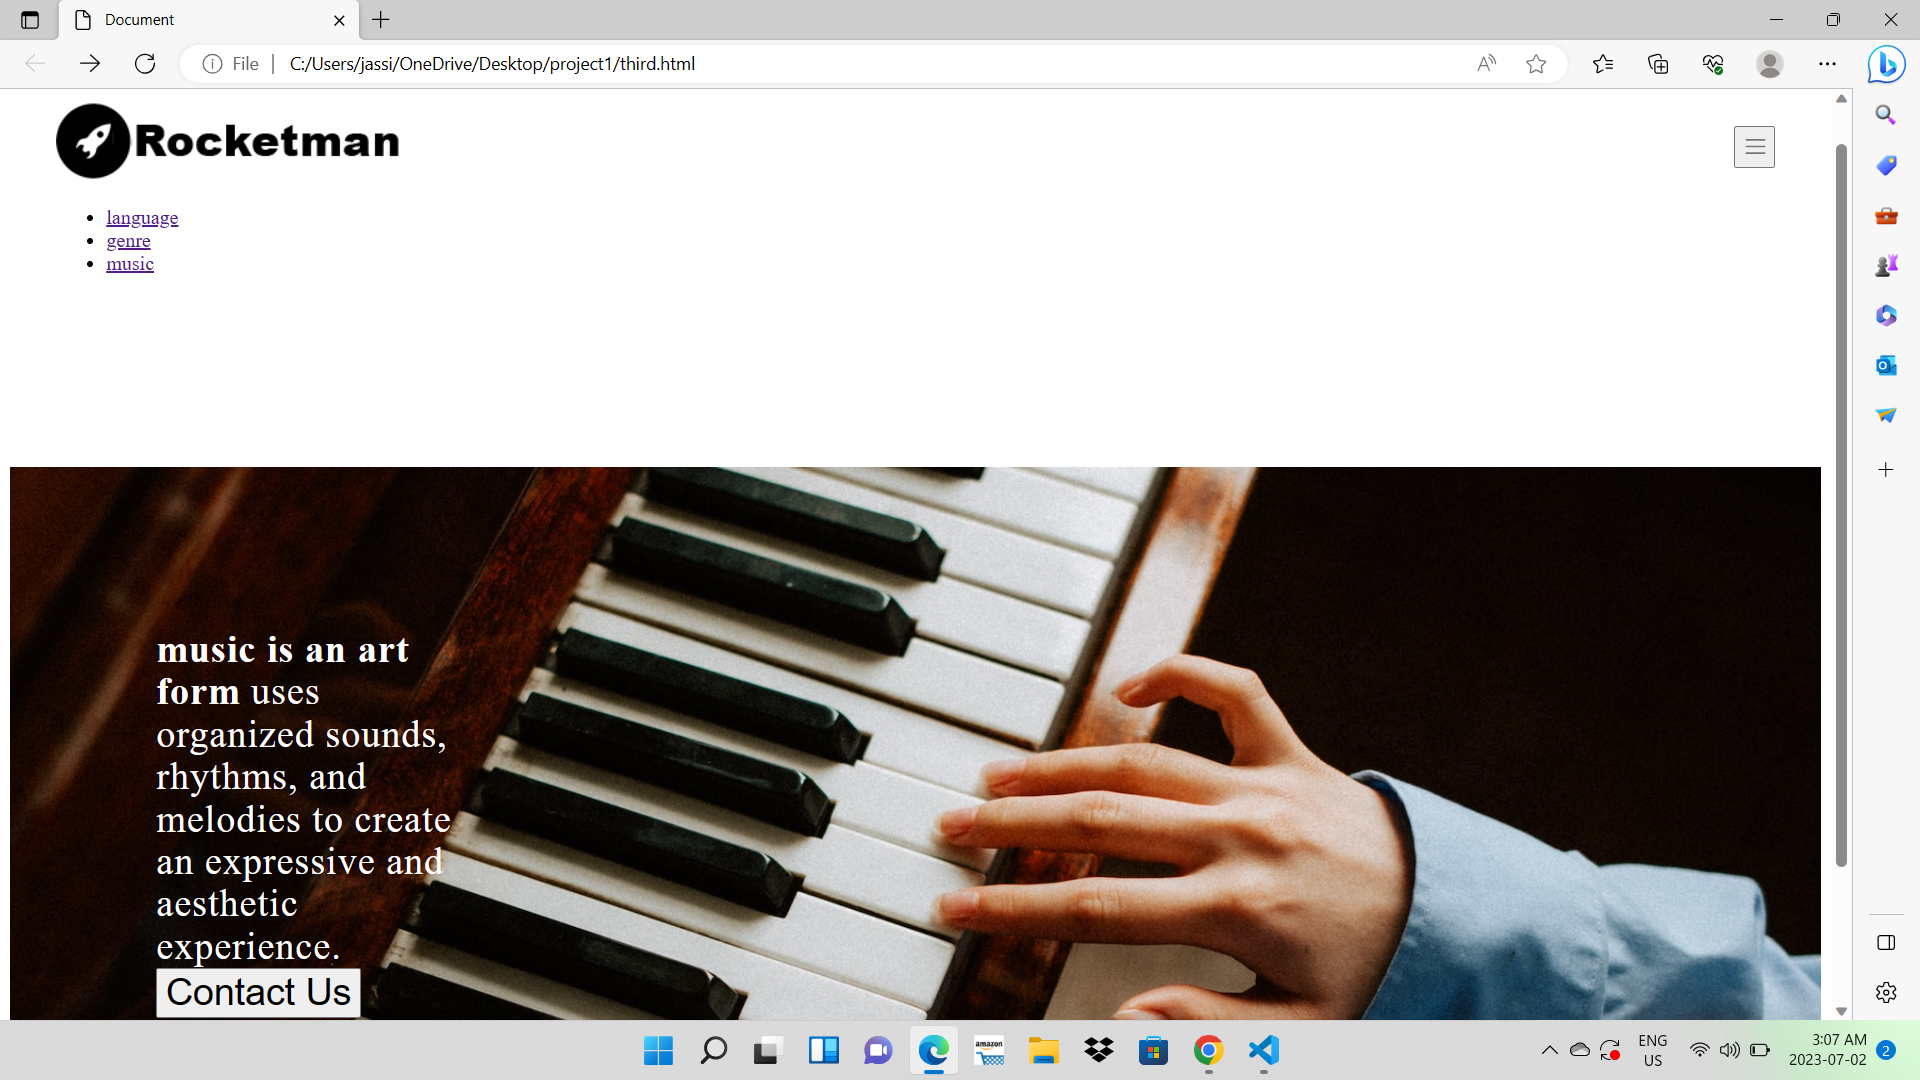 Document
File
C:/Users/jassi/OneDrive/Desktop/project1/third.html
Rocketman
language
genre
music
music is an art
form uses
organized sounds,
rhythms, and
melodies to create
an expressive and
aesthetic
experience.
Contact Us
amazon
ENG
US
3:07 AM
2023-07-02
2